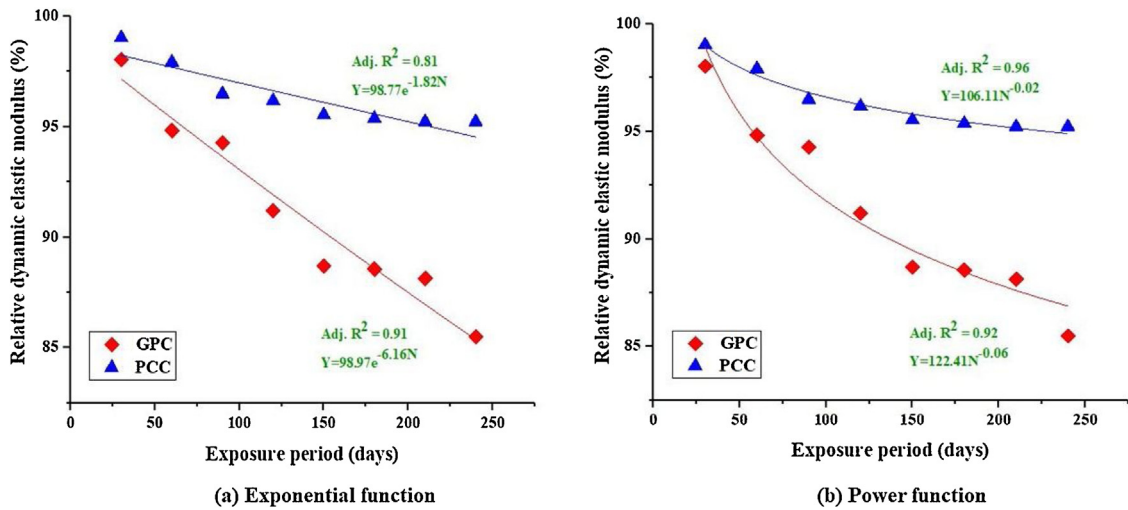 Relative dynamic elastic modulus (%)
100
95
90
85
Adj. R² = 0.81
Y=98.77e^-1.82N
Adj. R² = 0.91
Y=98.97e^-6.16N
GPC
PCC
0 50 100 150 200 250
Exposure period (days)
(a) Exponential function
Relative dynamic elastic modulus (%)
100
95
90
85
Adj. R² = 0.96
Y=106.11N^-0.02
Adj. R² = 0.92
Y=122.41N^-0.06
GPC
PCC
0 50 100 150 200 250
Exposure period (days)
(b) Power function